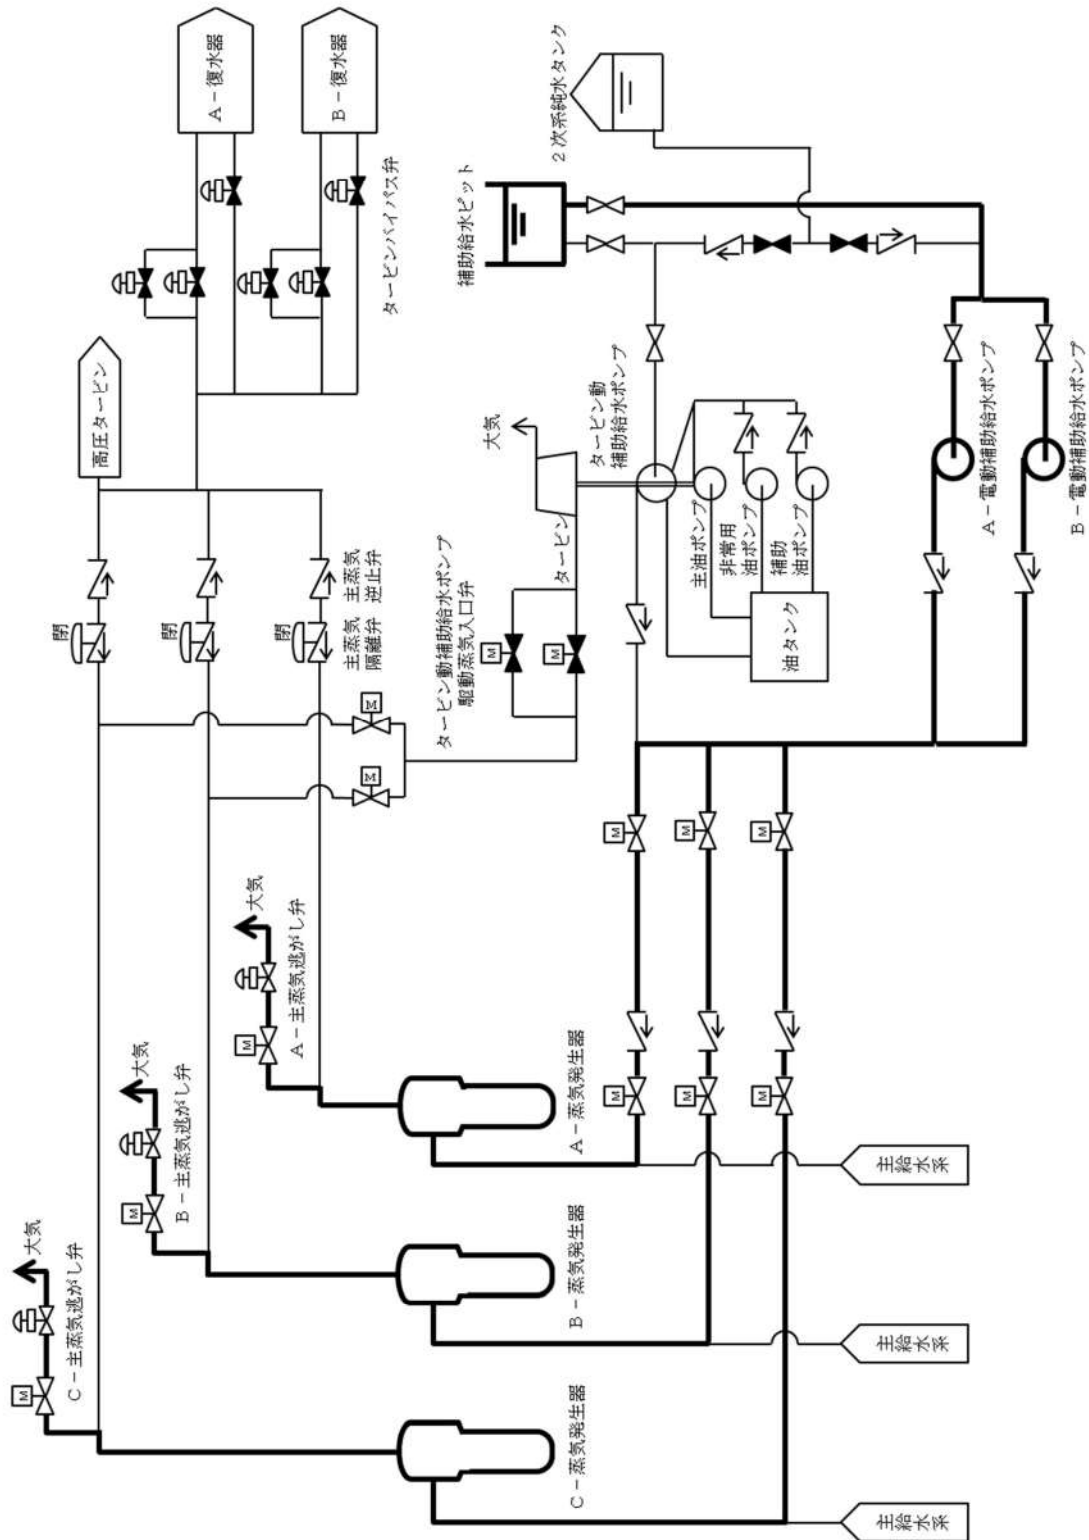 A－復水器
B－復水器
タービンバイパス弁
高圧タービン
2次系純水タンク
補助給水ピット
閉
閉
閉
主蒸気
隔離弁
主蒸気
逆止弁
大気
タービン動
補助給水ポンプ
タービン
タービン動補助給水ポンプ
駆動蒸気入口弁
主油ポンプ
非常用
油ポンプ
補助
油ポンプ
油タンク
A－電動補助給水ポンプ
B－電動補助給水ポンプ
M
M
M
M
大気
A－主蒸気逃がし弁
M
大気
B－主蒸気逃がし弁
M
大気
C－主蒸気逃がし弁
M
M
M
M
M
M
M
A－蒸気発生器
B－蒸気発生器
C－蒸気発生器
主給水系
主給水系
主給水系